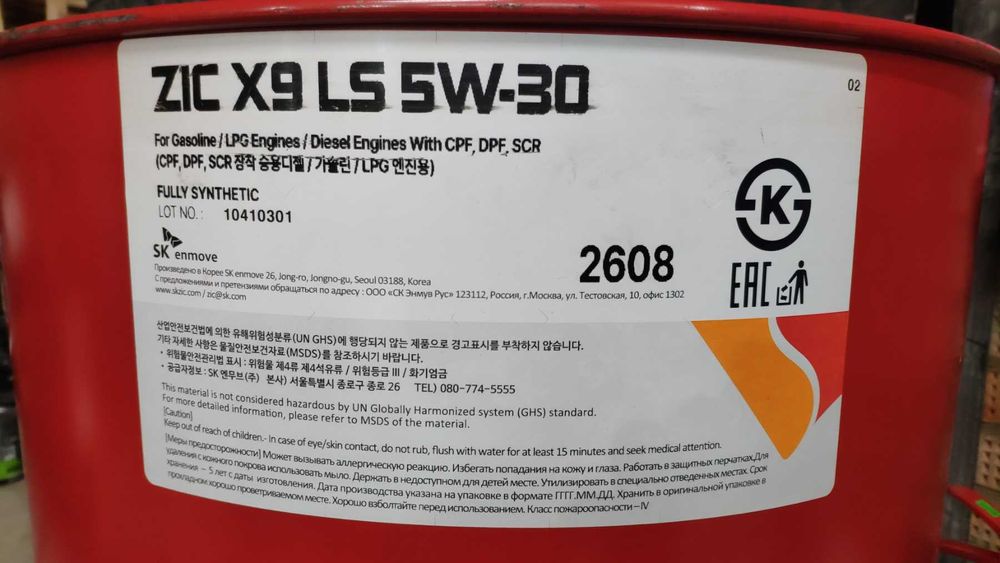 ZIC X9 LS 5W-30
02
For Gasoline / LPG Engines / Diesel Engines With CPF, DPF, SCR
(CPF, DPF, SCR 장착 승용디젤 / 가솔린 / LPG 엔진용)
FULLY SYNTHETIC
LOT NO. : 10410301
K
SK enmove
2608
EAC
Произведено в Корее SK enmove 26, Jong-ro, Jongno-gu, Seoul 03188, Korea
С предложениями и претензиями обращаться по адресу : ООО «СК Энмув Рус» 123112, Россия, г.Москва, ул. Тестовская, 10, офис 1302
www.skzic.com / zic@sk.com
산업안전보건법에 의한 유해위험성분류(UN GHS)에 해당되지 않는 제품으로 경고표시를 부착하지 않습니다.
기타 자세한 사항은 물질안전보건자료(MSDS)를 참조하시기 바랍니다.
• 위험물안전관리법 표시 : 위험물 제4류 제4석유류 / 위험등급 III / 화기엄금
• 공급자정보 : SK 엔무브(주) 본사) 서울특별시 종로구 종로 26 TEL) 080-774-5555
This material is not considered hazardous by UN Globally Harmonized system (GHS) standard.
For more detailed information, please refer to MSDS of the material.
[Caution]
Keep out of reach of children.- In case of eye/skin contact, do not rub, flush with water for at least 15 minutes and seek medical attention.
[Меры предосторожности] Может вызывать аллергическую реакцию. Избегать попадания на кожу и глаза. Работать в защитных перчатках.Для
удаления с кожного покрова использовать мыло. Держать в недоступном для детей месте. Утилизировать в специально отведенных местах. Срок
хранения – 5 лет с даты изготовления. Дата производства указана на упаковке в формате ГГГГ.ММ.ДД. Хранить в оригинальной упаковке в
прохладном хорошо проветриваемом месте. Хорошо взболтайте перед использованием. Класс пожароопасности – IV